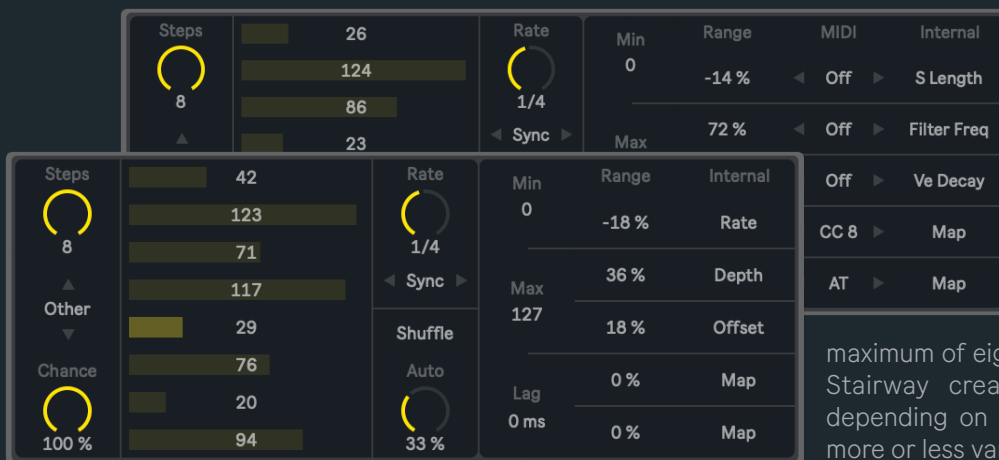 Steps
8
26
124
86
23
Rate
1/4
Sync
Min
0
Max
Range MIDI Internal
-14 % Off S Length
72 % Off Filter Freq
Off Ve Decay
CC 8 Map
AT Map
Steps
8
Other
Chance
100 %
42
123
71
117
29
76
20
94
Rate
1/4
Sync
Shuffle
Auto
33 %
Min
0
Max
127
Lag
0 ms
Range Internal
-18 % Rate
36 % Depth
18 % Offset
0 % Map
0 % Map
maximum of eig
Stairway crea
depending on
more or less va